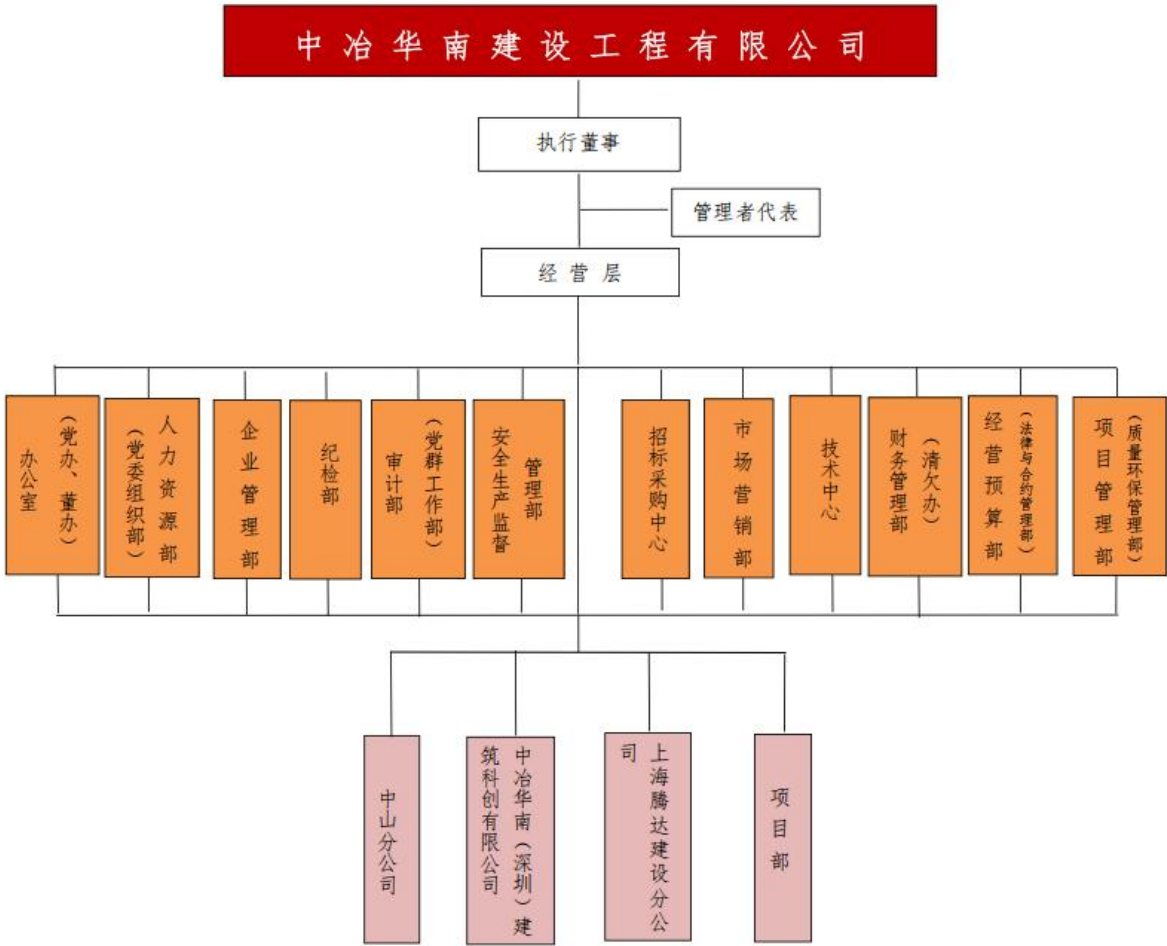 中冶华南建设工程有限公司
执行董事
管理者代表
经营层
办公室
（党办、董办）
人力资源部
（党委组织部）
企业管理部
纪检部
审计部
（党群工作部）
安全生产监督
管理部
招标采购中心
市场营销部
技术中心
财务管理部
（清欠办）
经营预算部
（法律与合约管理部）
项目管理部
（质量环保管理部）
中山分公司
中冶华南（深圳）建
筑科创有限公司
上海腾达建设分公
司
项目部